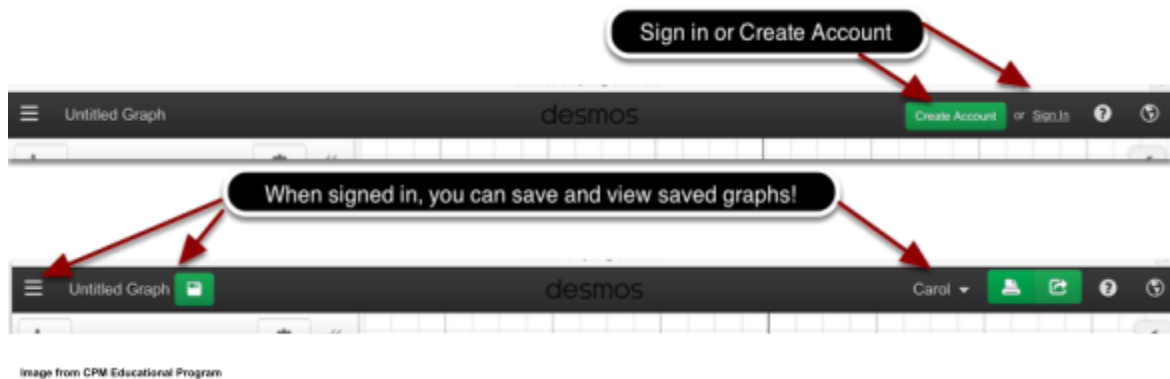 Sign in or Create Account
Untitled Graph desmos Create Account or Sign In ?
When signed in, you can save and view saved graphs!
Untitled Graph desmos Carol ?
Image from CPM Educational Program